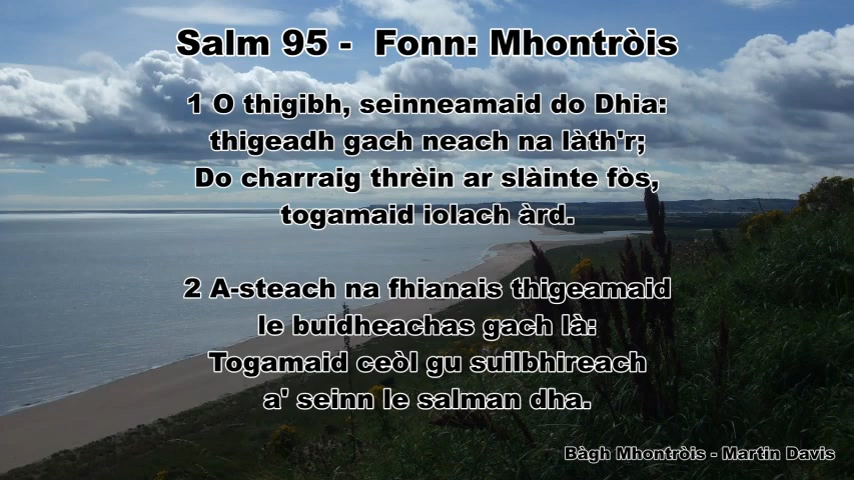 Salm 95 - Fonn: Mhontròis
1 O thigibh, seinneamaid do Dhia:
thigeadh gach neach na làth'r;
Do charraig thrèin ar slàinte fòs,
togamaid iolach àrd.
2 A-steach na fhianais thigeamaid
le buidheachas gach là:
Togamaid ceòl gu suilbhireach
a' seinn le salman dha.
Bàgh Mhontròis - Martin Davis